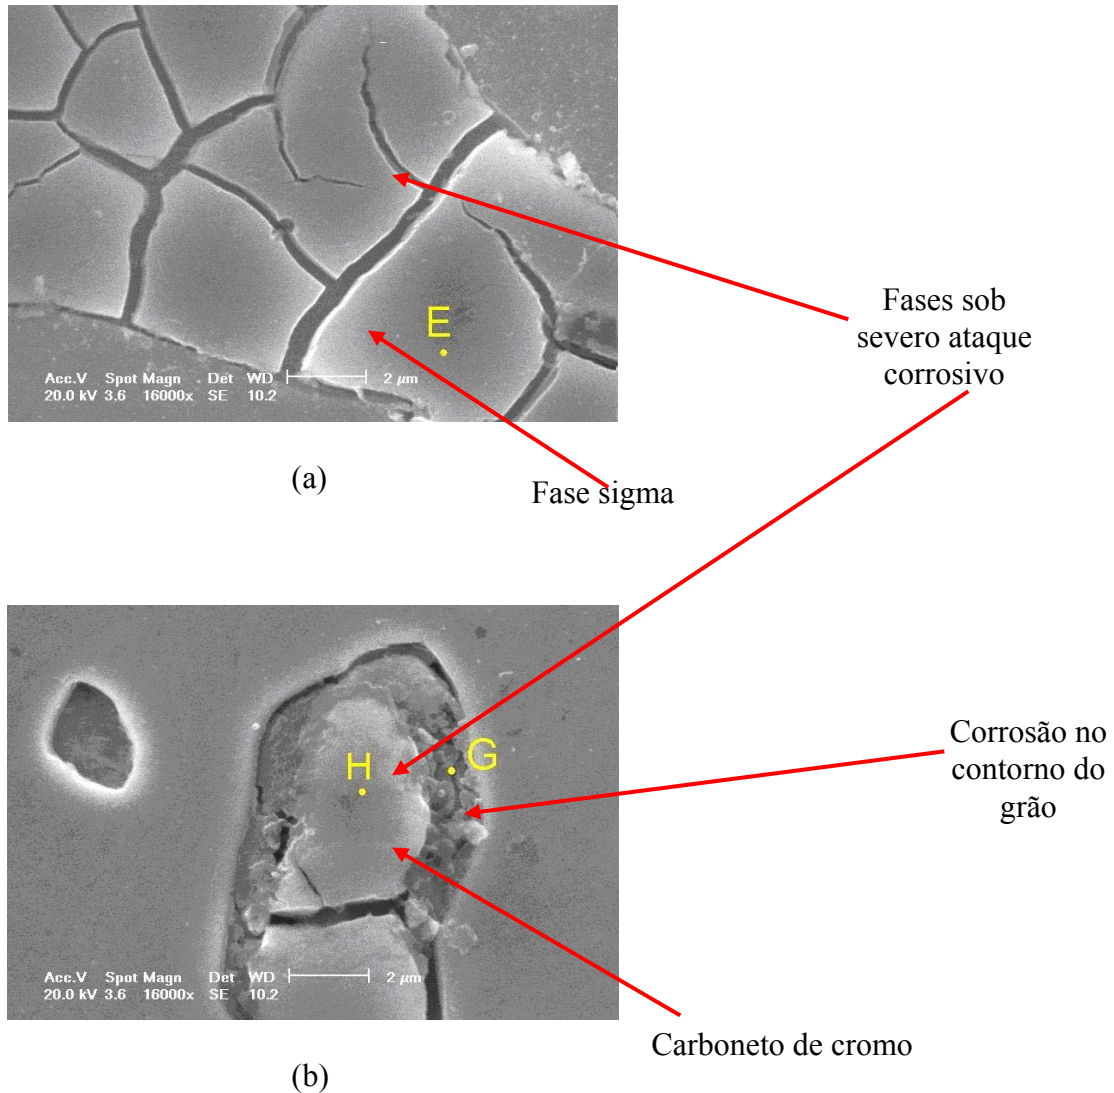 E
Acc.V Spot Magn Det WD 2 µm
20.0 kV 3.6 16000x SE 10.2
Fases sob
severo ataque
corrosivo
(a)
Fase sigma
H
G
Corrosão no
contorno do
grão
Acc.V Spot Magn Det WD 2 µm
20.0 kV 3.6 16000x SE 10.2
Carboneto de cromo
(b)